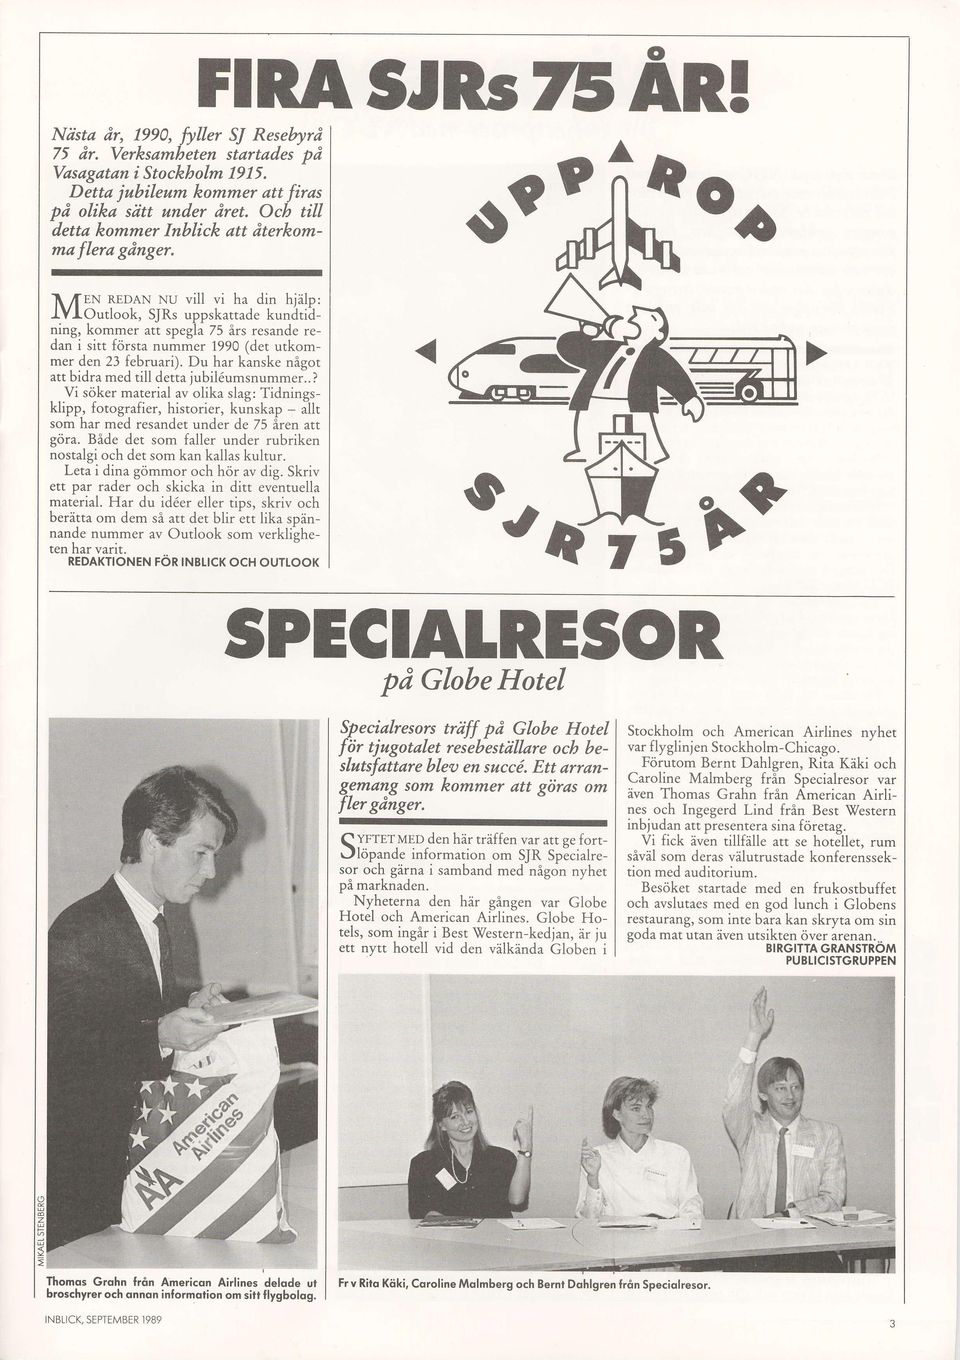 FIRA SJRs 75 ÅR!
Nästa år, 1990, fyller SJ Resebyrå
75 år. Verksamheten startades på
Vasagatan i Stockholm 1915.
Detta jubileum kommer att firas
på olika sätt under året. Och till
detta kommer Inblick att återkom-
ma flera gånger.
MEN REDAN NU vill vi ha din hjälp:
Outlook, SJRs uppskattade kundtid-
ning, kommer att spegla 75 års resande re-
dan i sitt första nummer 1990 (det utkom-
mer den 23 februari). Du har kanske något
att bidra med till detta jubiléumsnummer..?
Vi söker material av olika slag: Tidnings-
klipp, fotografier, historier, kunskap – allt
som har med resandet under de 75 åren att
göra. Både det som faller under rubriken
nostalgi och det som kan kallas kultur.
Leta i dina gömmor och hör av dig. Skriv
ett par rader och skicka in ditt eventuella
material. Har du idéer eller tips, skriv och
berätta om dem så att det blir ett lika spän-
nande nummer av Outlook som verklighe-
ten har varit.
REDAKTIONEN FÖR INBLICK OCH OUTLOOK
UPPROP
SJR 75 ÅR
SPECIALRESOR
på Globe Hotel
Specialresors träff på Globe Hotel
för tjugotalet resebeställare och be-
slutsfattare blev en succé. Ett arran-
gemang som kommer att göras om
fler gånger.
SYFTET MED den här träffen var att ge fort-
löpande information om SJR Specialre-
sor och gärna i samband med någon nyhet
på marknaden.
Nyheterna den här gången var Globe
Hotel och American Airlines. Globe Ho-
tels, som ingår i Best Western-kedjan, är ju
ett nytt hotell vid den välkända Globen i
Stockholm och American Airlines nyhet
var flyglinjen Stockholm-Chicago.
Förutom Bernt Dahlgren, Rita Käki och
Caroline Malmberg från Specialresor var
även Thomas Grahn från American Airli-
nes och Ingegerd Lind från Best Western
inbjudan att presentera sina företag.
Vi fick även tillfälle att se hotellet, rum
såväl som deras välutrustade konferenssek-
tion med auditorium.
Besöket startade med en frukostbuffet
och avslutaes med en god lunch i Globens
restaurang, som inte bara kan skryta om sin
goda mat utan även utsikten över arenan.
BIRGITTA GRANSTRÖM
PUBLICISTGRUPPEN
American
Airlines
AA
MIKAEL STENBERG
Thomas Grahn från American Airlines delade ut
broschyrer och annan information om sitt flygbolag.
Fr v Rita Käki, Caroline Malmberg och Bernt Dahlgren från Specialresor.
INBLICK, SEPTEMBER 1989
3